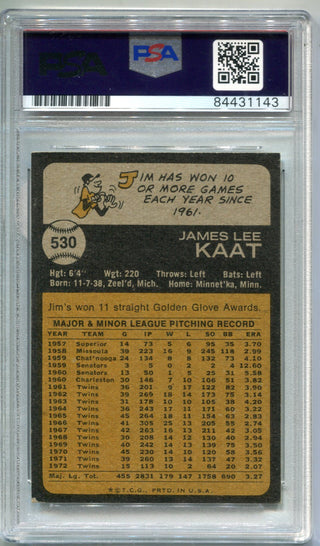 PSA
PSA
84431143
JIM HAS WON 10
OR MORE GAMES
EACH YEAR SINCE
1961.
530
JAMES LEE
KAAT
Hgt: 6'4" Wgt: 220 Throws: Left Bats: Left
Born: 11-7-38, Zeel'd, Mich. Home: Minnet'ka, Minn.
Jim's won 11 straight Golden Glove Awards.
MAJOR & MINOR LEAGUE PITCHING RECORD
G IP W L SO BB ERA
1957 Superior 14 73 5 6 95 35 3.70
1958 Missoula 39 223 16 9 245 118 2.99
1959 Chat'nooga 24 134 8 8 132 73 4.10
1959 Senators 3 5 0 2 2 4 12.60
1960 Senators 13 50 1 5 25 31 5.58
1960 Charleston 30 7 10 106 51 3.82
1961 Twins 36 201 9 17 122 82 3.90
1962 Twins 39 269 18 14 173 75 3.14
1963 Twins 31 178 10 10 105 38
1964 Twins 36 243 17 11 171 60 3.22
1965 Twins 45 264 18 11 154 63 2.83
1966 Twins 41 305 25 13 205 55 2.74
1967 Twins 42 263 16 13 211 42 3.05
1968 Twins 30 208 14 12 130 40 2.94
1969 Twins 40 242 14 13 139 75
1970 Twins 45 230 14 10 120 58 3.56
1971 Twins 39 260 13 14 137 47 3.32
1972 Twins 15 113 10 2 64 20 2.07
Maj. Lg. Tot. 455 2831 179 147 1758 690 3.27
★ © T.C.G., PRTD. IN U.S.A.